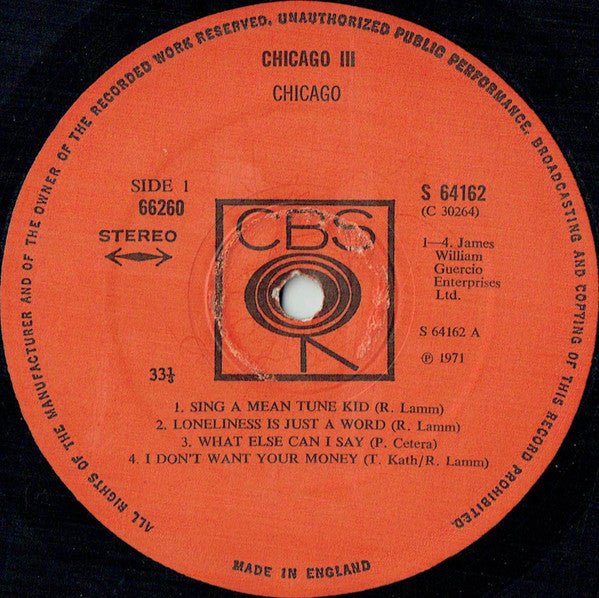 ALL RIGHTS OF THE MANUFACTURER AND OF THE OWNER OF THE RECORDED WORK RESERVED. UNAUTHORIZED PUBLIC PERFORMANCE, BROADCASTING AND COPYING OF THIS RECORD PROHIBITED.
CHICAGO III
CHICAGO
SIDE 1
66260
STEREO
S 64162
(C 30264)
CBS
1—4. James
William
Guercio
Enterprises
Ltd.
S 64162 A
℗ 1971
33⅓
1. SING A MEAN TUNE KID (R. Lamm)
2. LONELINESS IS JUST A WORD (R. Lamm)
3. WHAT ELSE CAN I SAY (P. Cetera)
4. I DON'T WANT YOUR MONEY (T. Kath/R. Lamm)
MADE IN ENGLAND